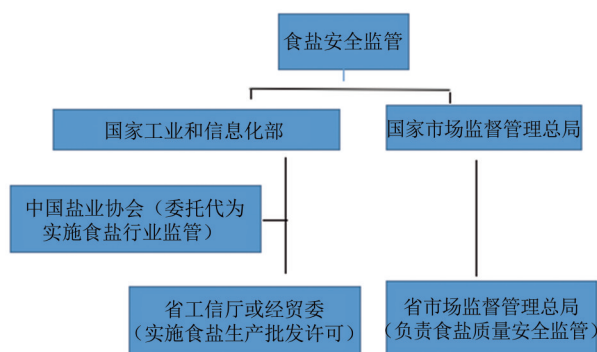 食盐安全监管
国家工业和信息化部
国家市场监督管理总局
中国盐业协会（委托代为
实施食盐行业监管）
省工信厅或经贸委
（实施食盐生产批发许可）
省市场监督管理总局
（负责食盐质量安全监管）